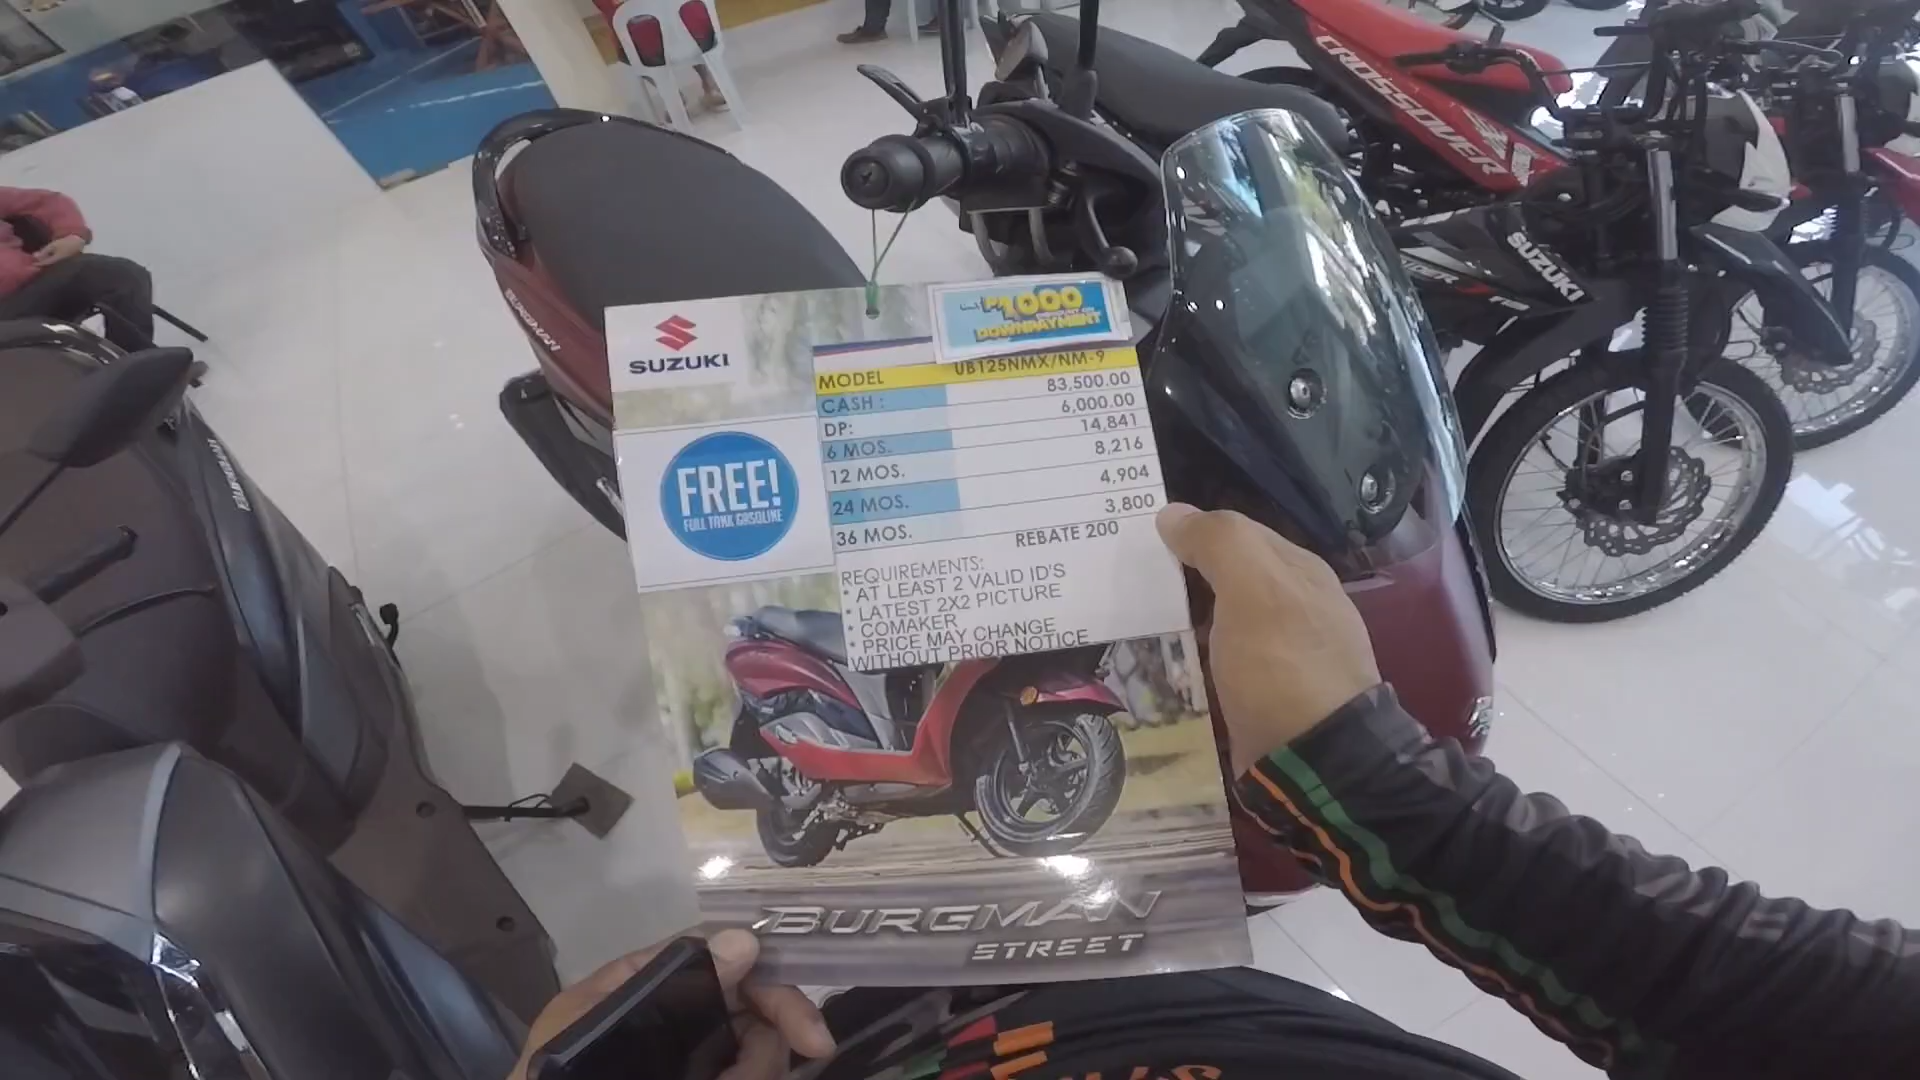 CROSSOVER
SUZUKI
BURGMAN
₱1000
DOWNPAYMENT
SUZUKI
MODEL UB125NMX/NM-9
CASH : 83,500.00
DP: 6,000.00
6 MOS. 14,841
12 MOS. 8,216
24 MOS. 4,904
36 MOS. 3,800
REBATE 200
FREE!
FULL TANK GASOLINE
REQUIREMENTS:
* AT LEAST 2 VALID ID'S
* LATEST 2X2 PICTURE
* COMAKER
* PRICE MAY CHANGE
WITHOUT PRIOR NOTICE
BURGMAN
STREET